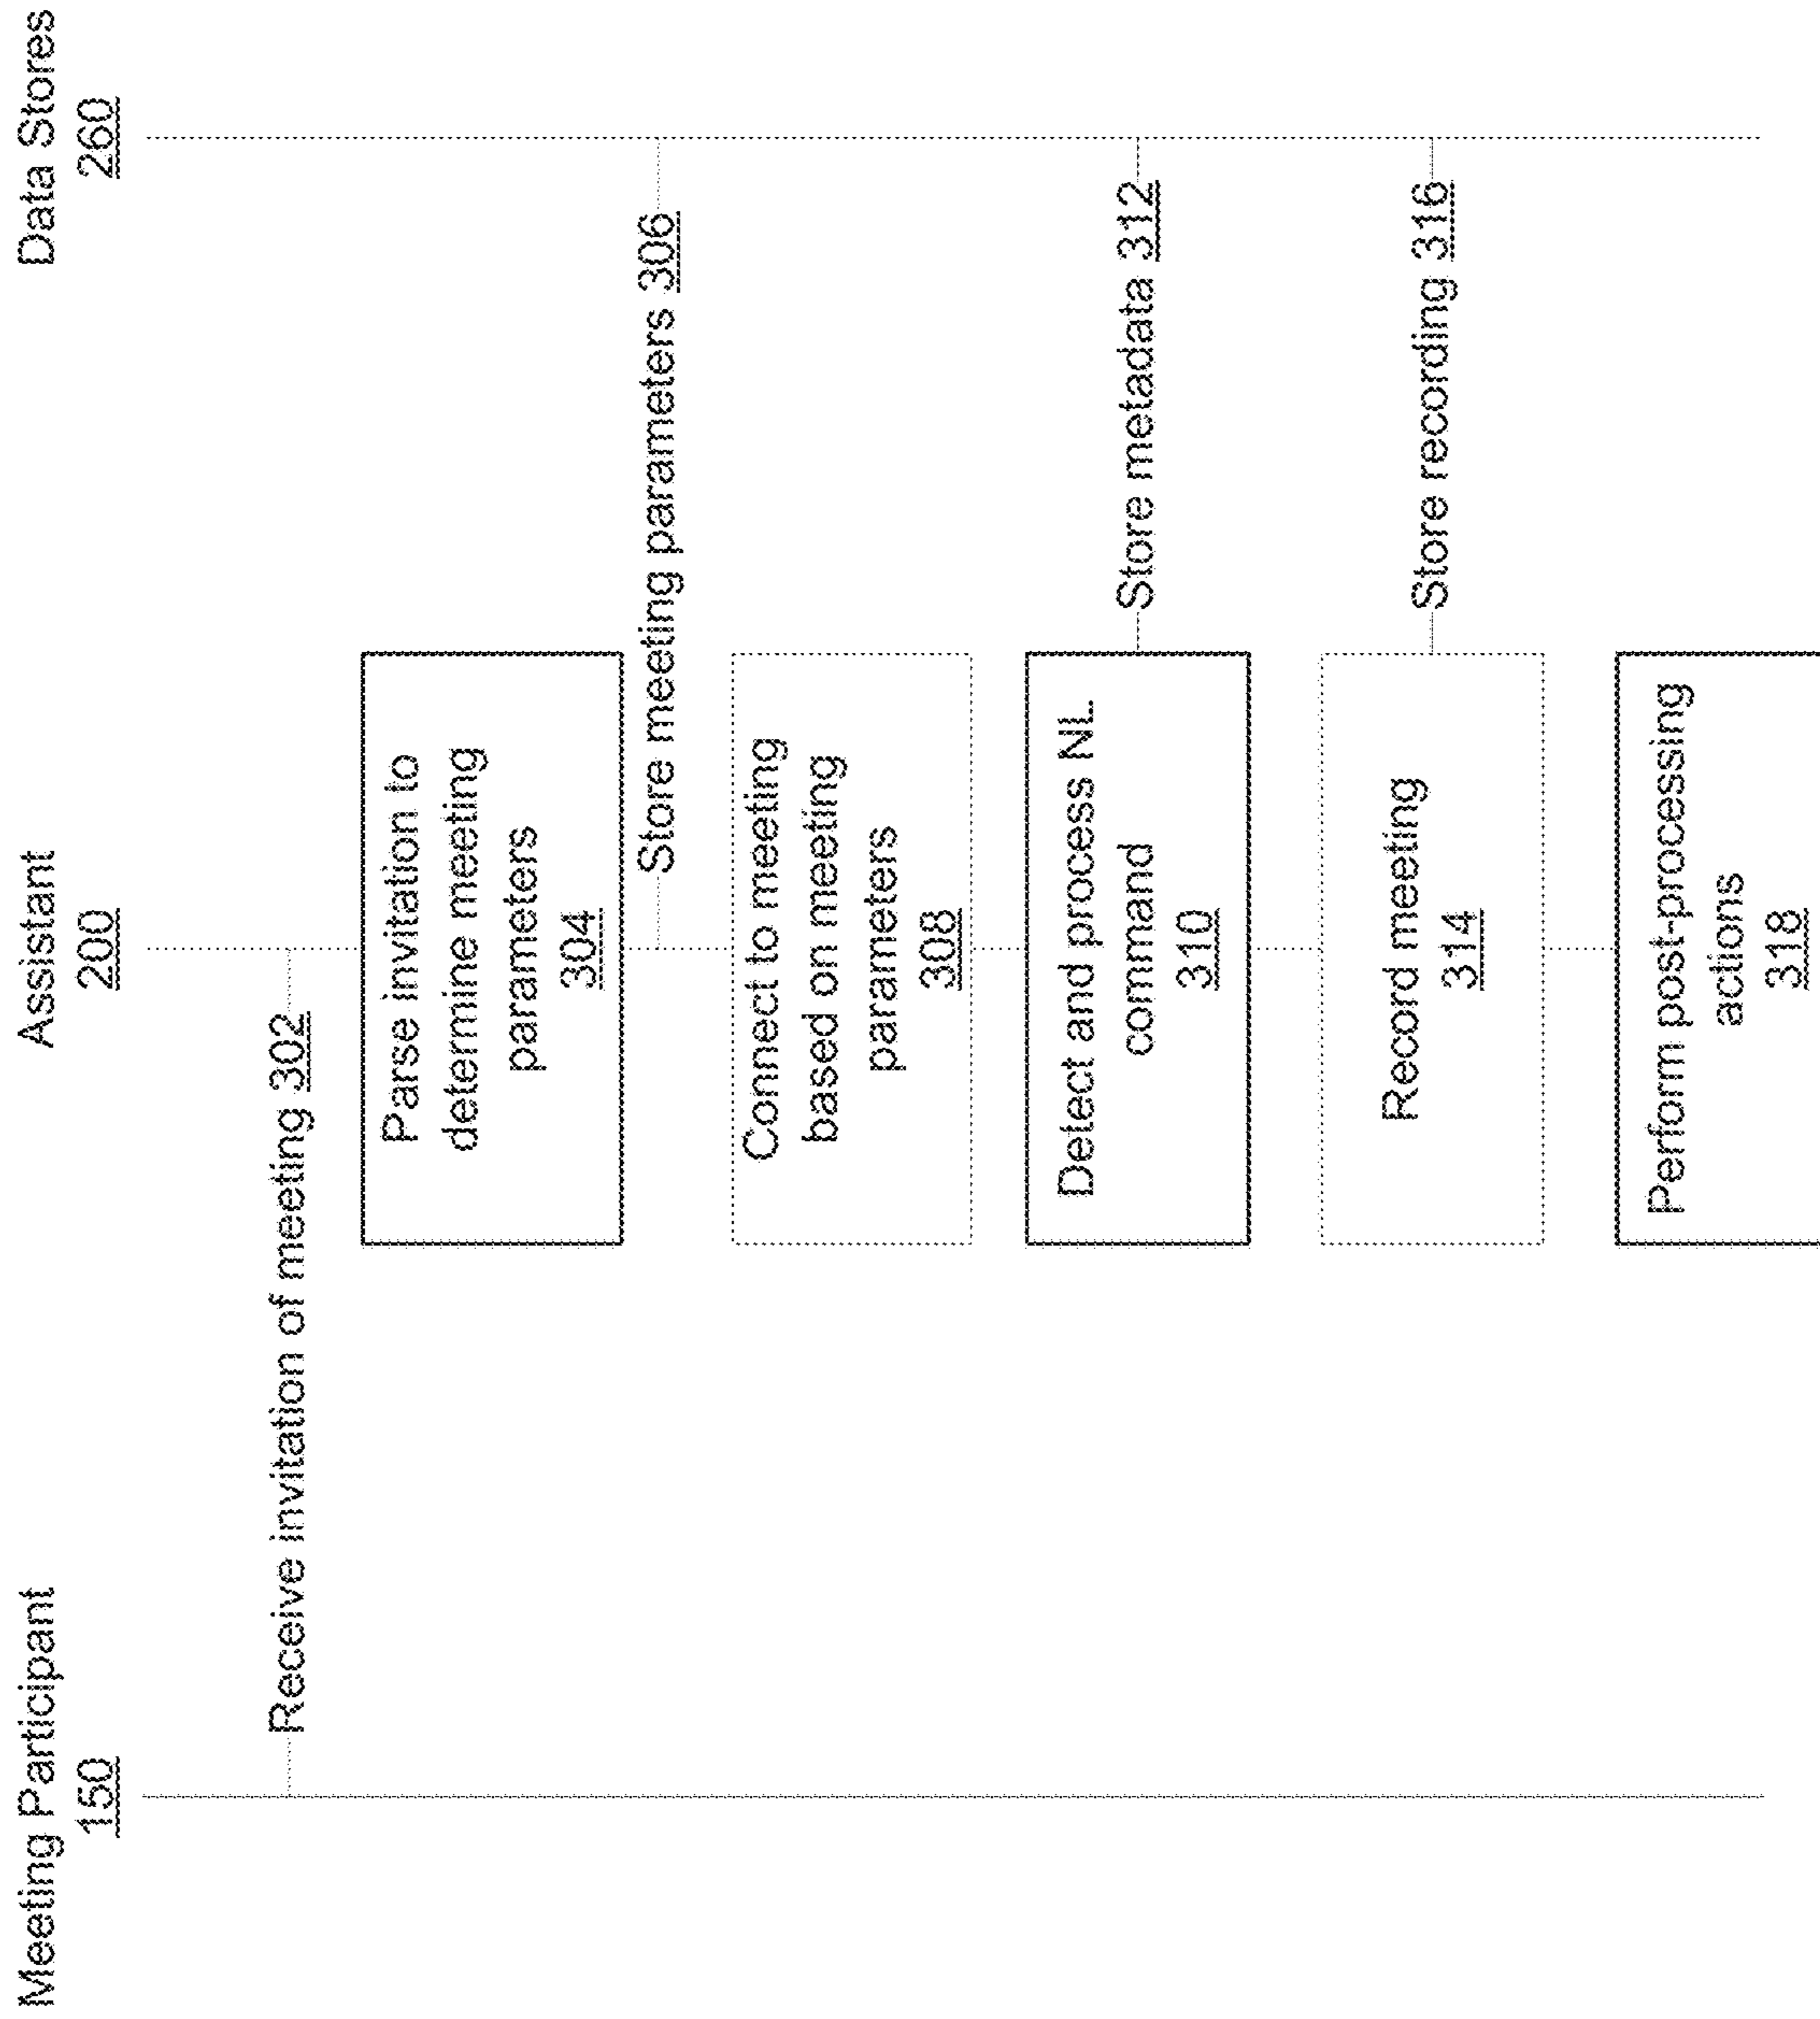 Meeting Participant
150
Assistant
200
Data Stores
260
Receive invitation of meeting 302
Parse invitation to
determine meeting
parameters
304
Store meeting parameters 306
Connect to meeting
based on meeting
parameters
308
Detect and process NL
command
310
Store metadata 312
Record meeting
314
Store recording 316
Perform post-processing
actions
318